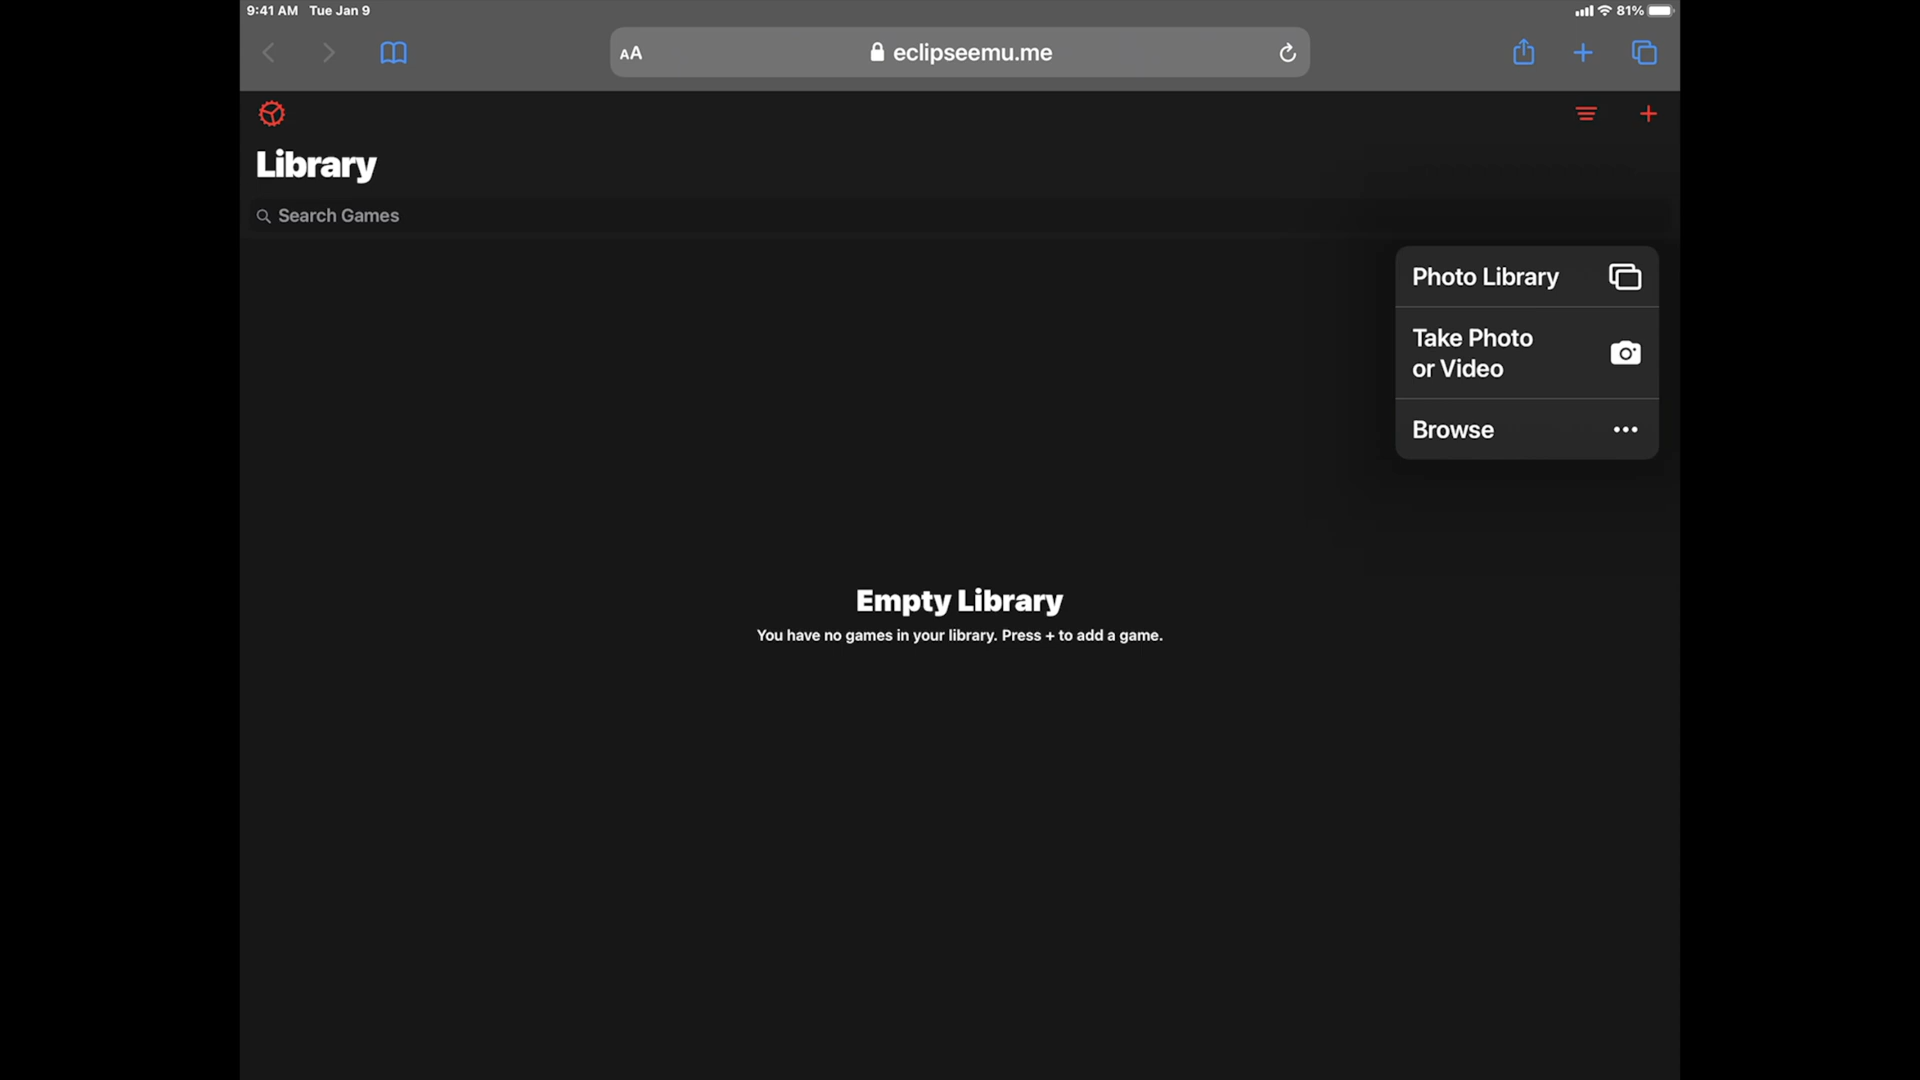 9:41 AM Tue Jan 9
81%
AA
eclipseemu.me
Library
Search Games
Photo Library
Take Photo
or Video
Browse
Empty Library
You have no games in your library. Press + to add a game.